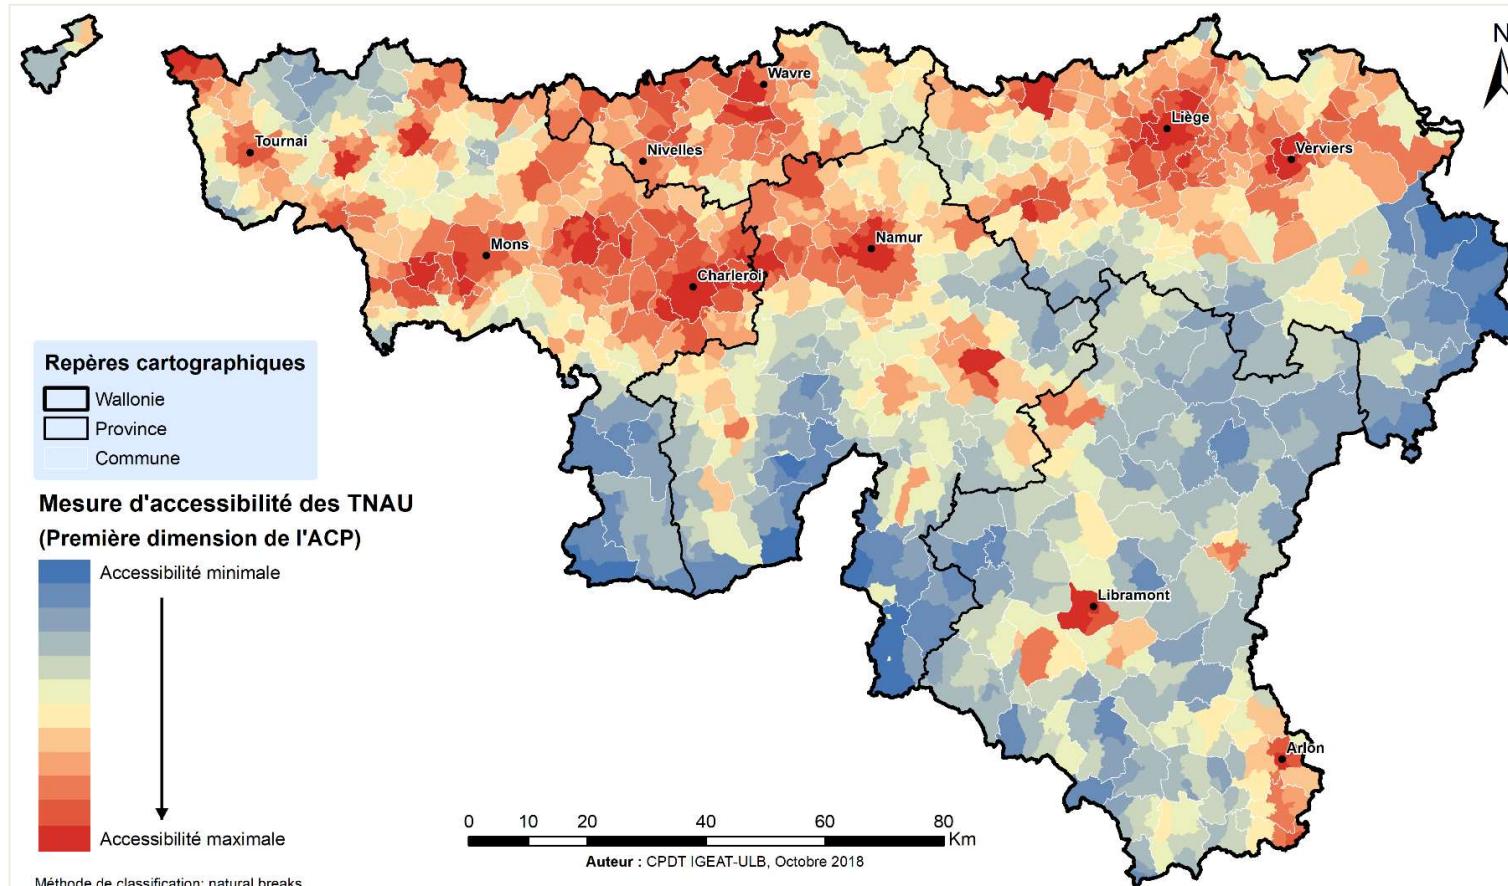 N
Wavre
Liège
Tournai
Nivelles
Verviers
Mons
Namur
Charleroi
Repères cartographiques
Wallonie
Province
Commune
Mesure d'accessibilité des TNAU
(Première dimension de l'ACP)
Accessibilité minimale
Libramont
Arlon
Accessibilité maximale
0 10 20 40 60 80
Km
Auteur : CPDT IGEAT-ULB, Octobre 2018
Méthode de classification: natural breaks